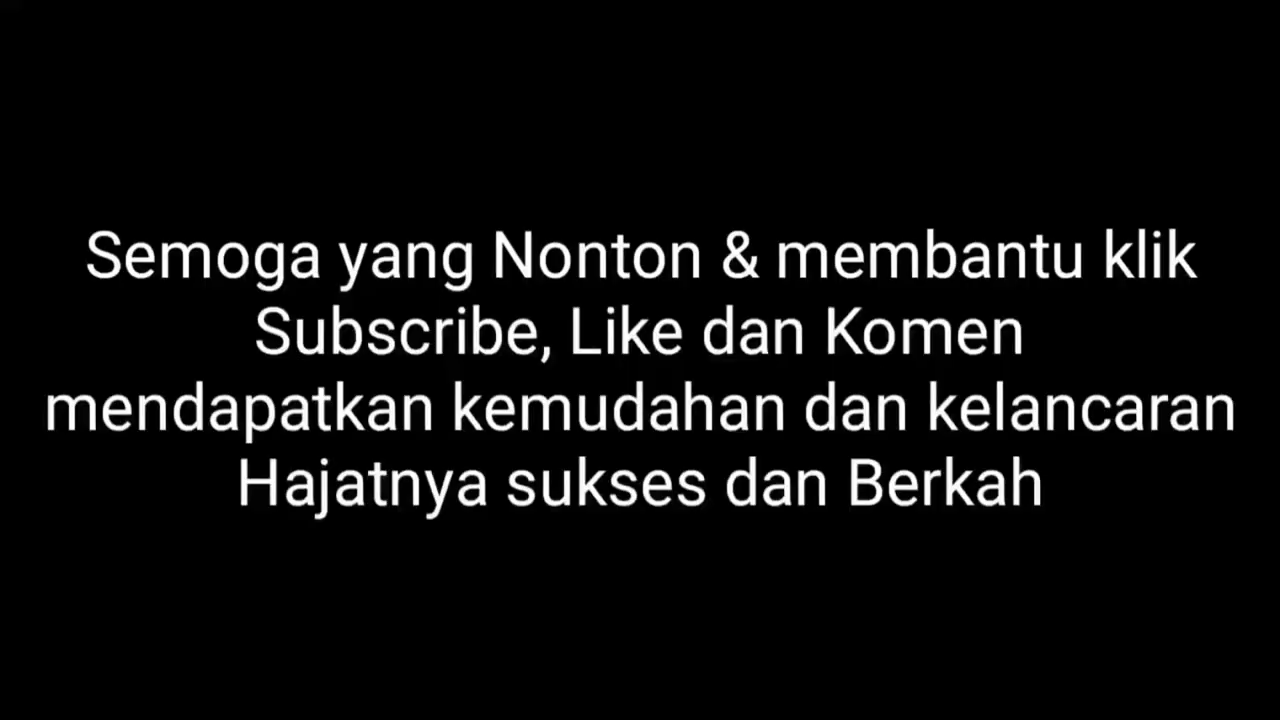 Semoga yang Nonton & membantu klik
Subscribe, Like dan Komen
mendapatkan kemudahan dan kelancaran
Hajatnya sukses dan Berkah